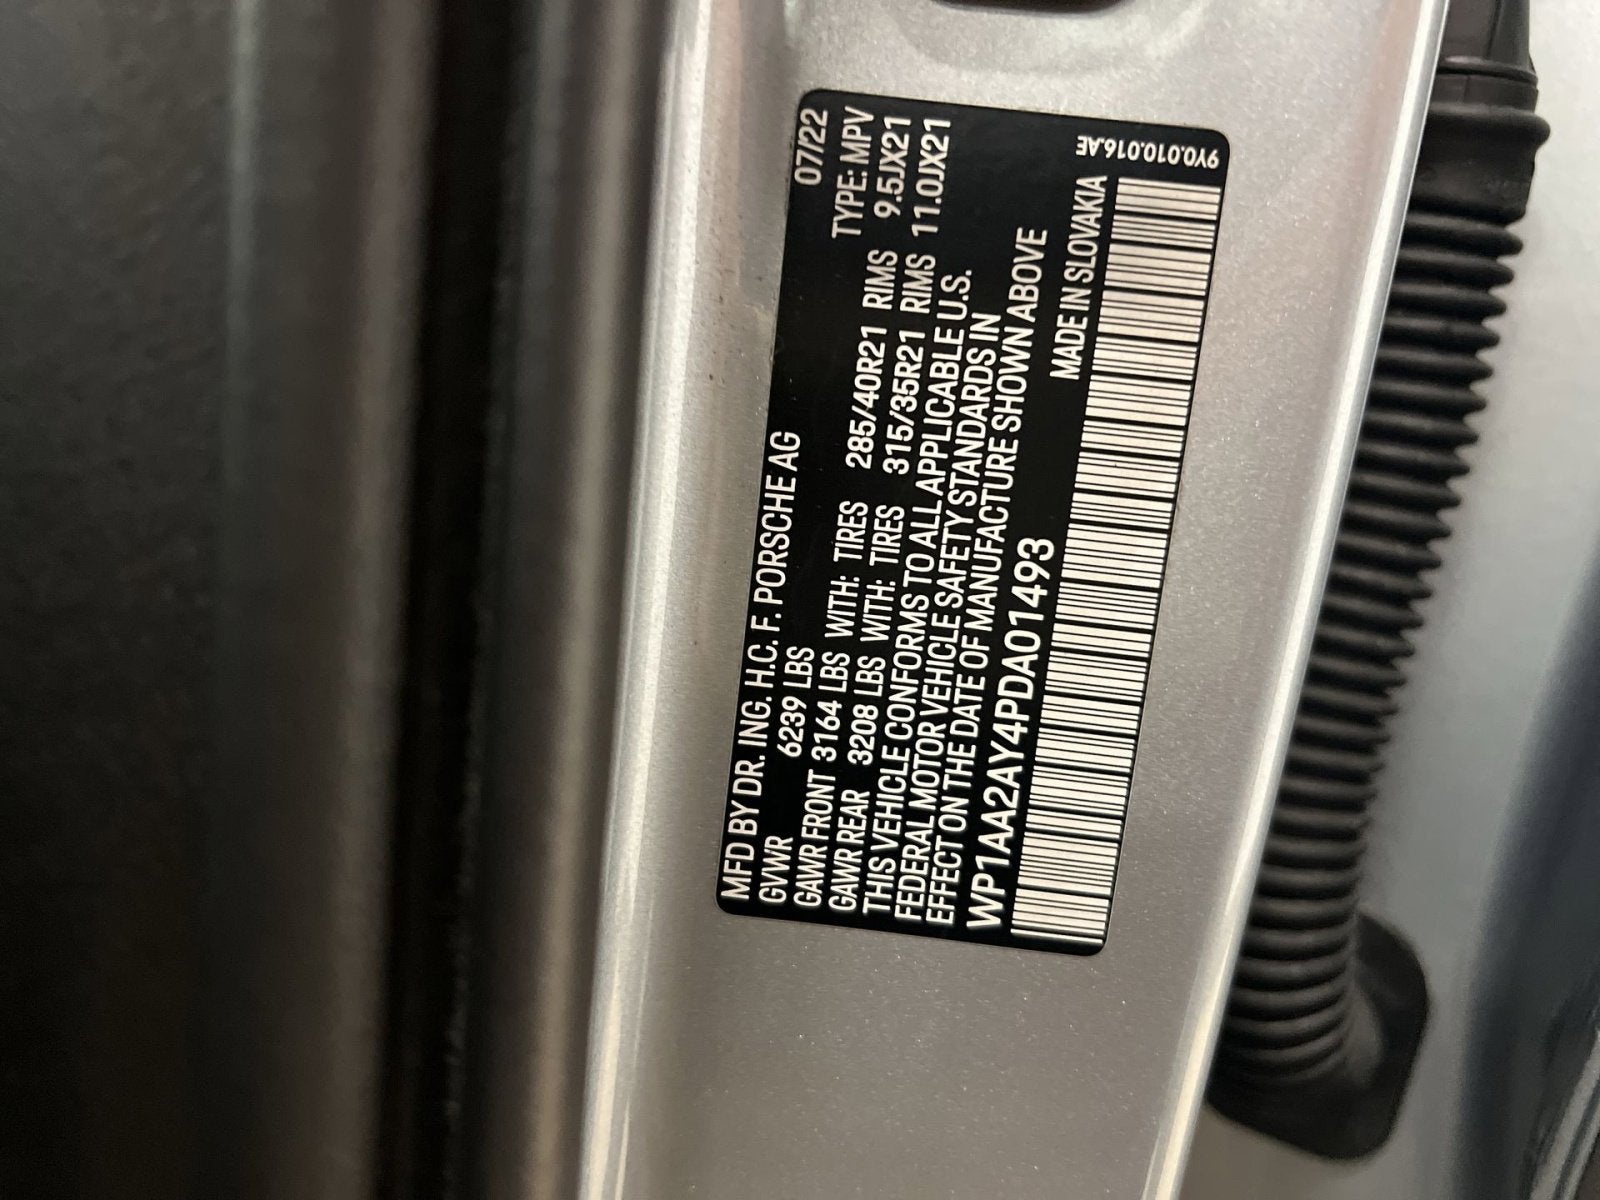 MFD BY DR. ING. H.C. F. PORSCHE AG 07/22
GVWR 6239 LBS TYPE: MPV
GAWR FRONT 3164 LBS WITH: TIRES 285/40R21 RIMS 9.5JX21
GAWR REAR 3208 LBS WITH: TIRES 315/35R21 RIMS 11.0JX21
THIS VEHICLE CONFORMS TO ALL APPLICABLE U.S.
FEDERAL MOTOR VEHICLE SAFETY STANDARDS IN
EFFECT ON THE DATE OF MANUFACTURE SHOWN ABOVE
WP1AA2AY4PDA01493 MADE IN SLOVAKIA
9Y0.010.016.AE